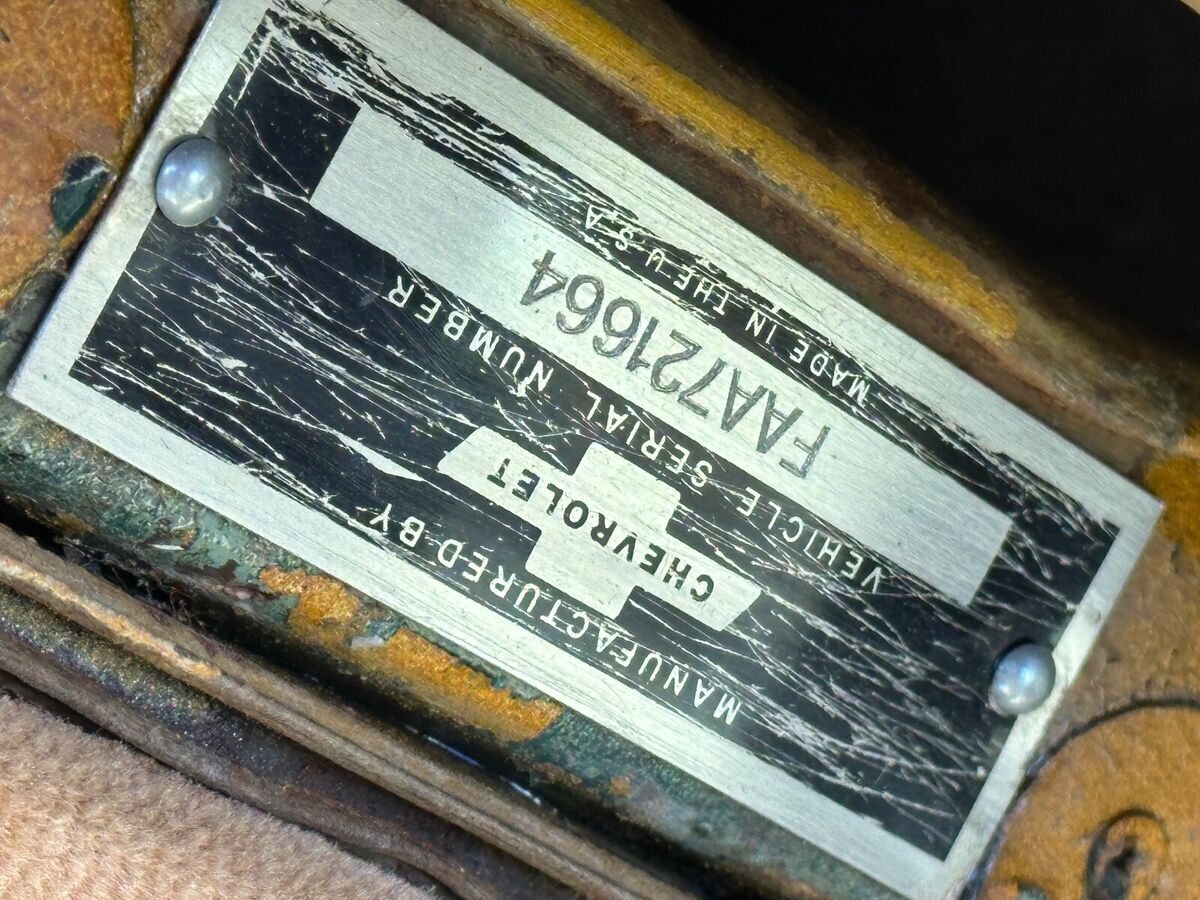 MANUFACTURED BY
CHEVROLET
VEHICLE SERIAL NUMBER
FAA721664
MADE IN THE U S A